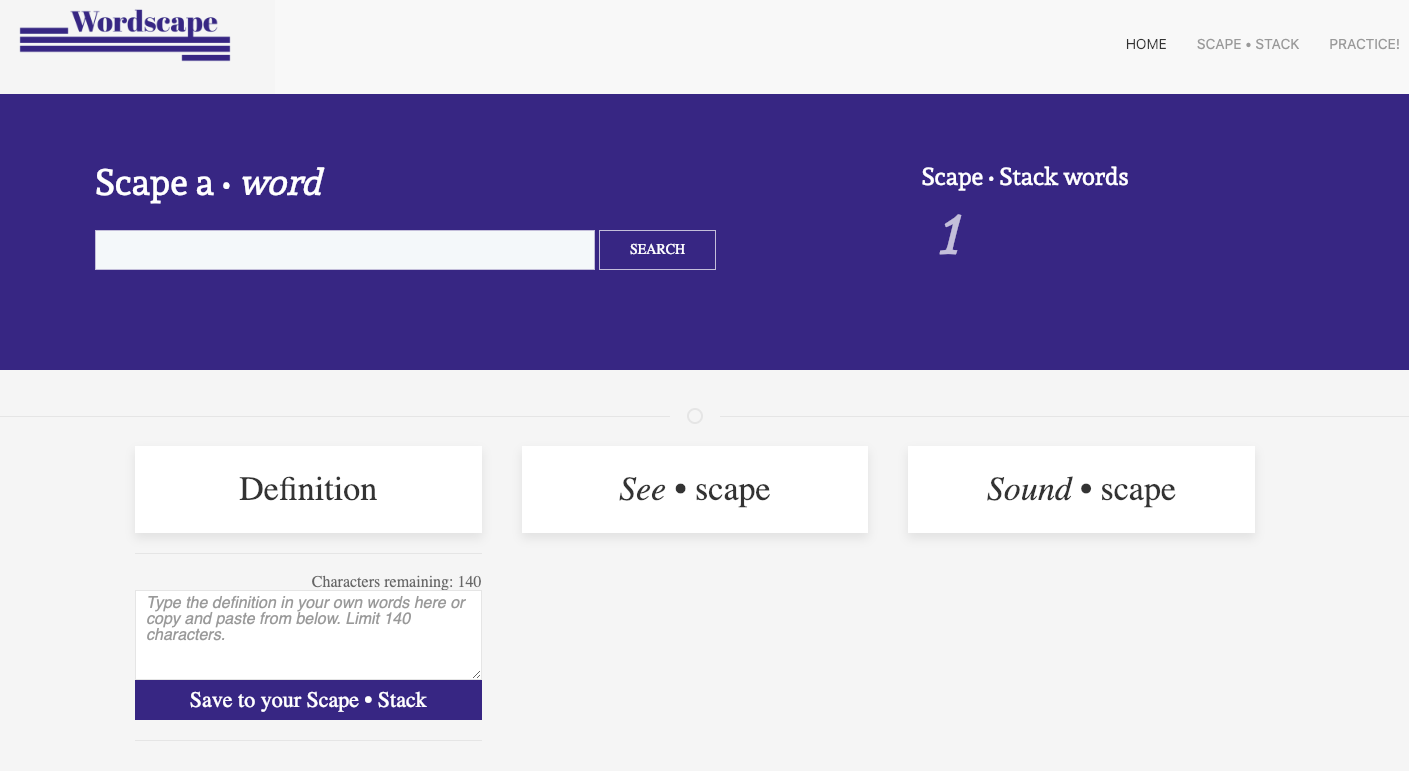 Wordscape
HOME
SCAPE • STACK
PRACTICE!
Scape a • word
SEARCH
Scape • Stack words
1
Definition
See • scape
Sound • scape
Characters remaining: 140
Type the definition in your own words here or
copy and paste from below. Limit 140
characters.
Save to your Scape • Stack